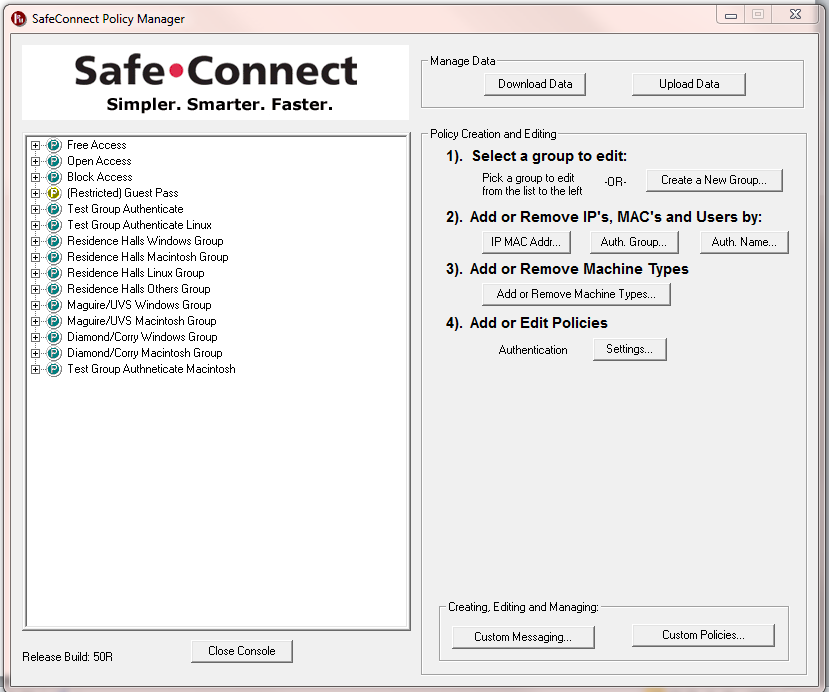 SafeConnect Policy Manager
Safe•Connect
Simpler. Smarter. Faster.
Free Access
Open Access
Block Access
(Restricted) Guest Pass
Test Group Authenticate
Test Group Authenticate Linux
Residence Halls Windows Group
Residence Halls Macintosh Group
Residence Halls Linux Group
Residence Halls Others Group
Maguire/UVS Windows Group
Maguire/UVS Macintosh Group
Diamond/Corry Windows Group
Diamond/Corry Macintosh Group
Test Group Authneticate Macintosh
Release Build: 50R
Close Console
Manage Data
Download Data
Upload Data
Policy Creation and Editing
1). Select a group to edit:
Pick a group to edit
from the list to the left
-OR-
Create a New Group...
2). Add or Remove IP's, MAC's and Users by:
IP MAC Addr...
Auth. Group...
Auth. Name...
3). Add or Remove Machine Types
Add or Remove Machine Types...
4). Add or Edit Policies
Authentication
Settings...
Creating, Editing and Managing:
Custom Messaging...
Custom Policies...